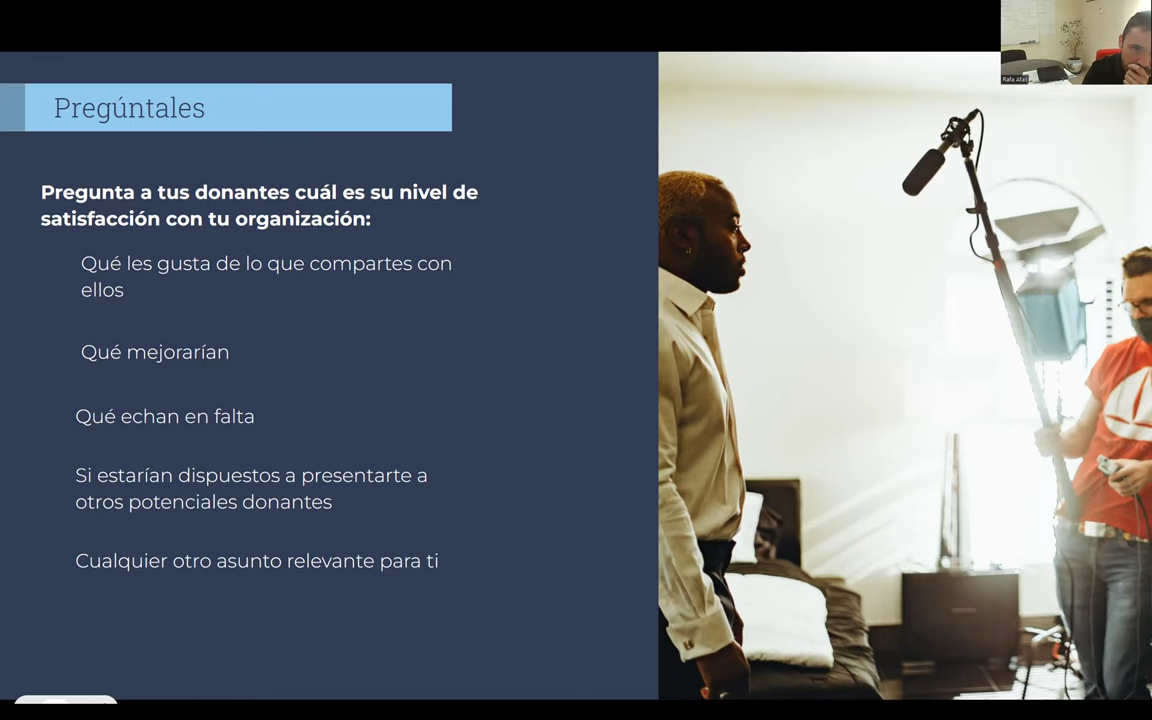 Pregúntales
Pregunta a tus donantes cuál es su nivel de
satisfacción con tu organización:
Qué les gusta de lo que compartes con
ellos
Qué mejorarían
Qué echan en falta
Si estarían dispuestos a presentarte a
otros potenciales donantes
Cualquier otro asunto relevante para ti
Rafa